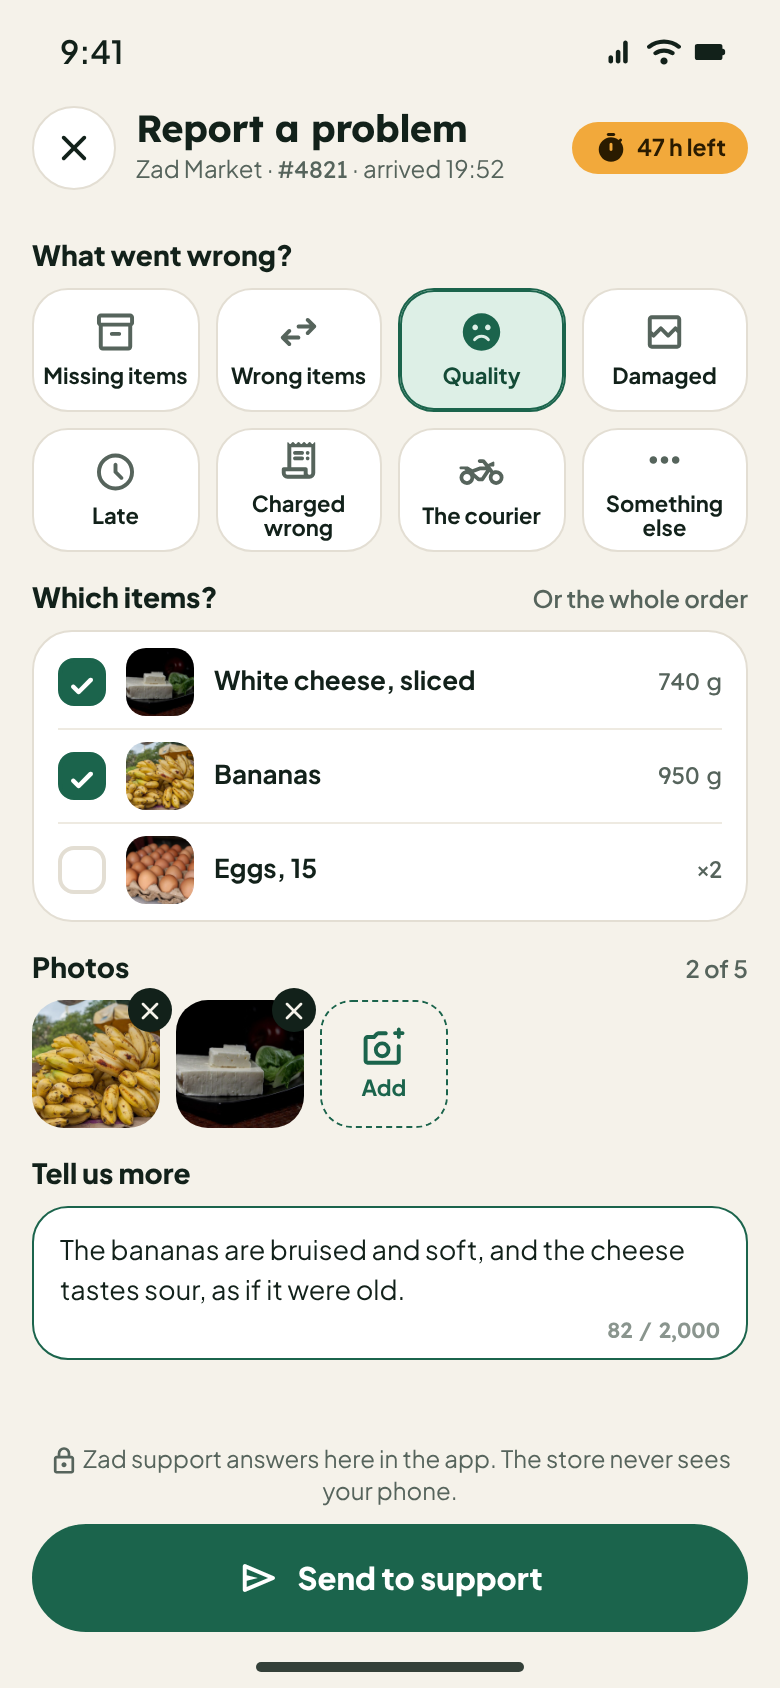 9:41
Report a problem
Zad Market · #4821 · arrived 19:52
47 h left
What went wrong?
Missing items
Wrong items
Quality
Damaged
Late
Charged
wrong
The courier
Something
else
Which items?
Or the whole order
White cheese, sliced
740 g
Bananas
950 g
Eggs, 15
×2
Photos
2 of 5
Add
Tell us more
The bananas are bruised and soft, and the cheese
tastes sour, as if it were old.
82 / 2,000
Zad support answers here in the app. The store never sees
your phone.
Send to support